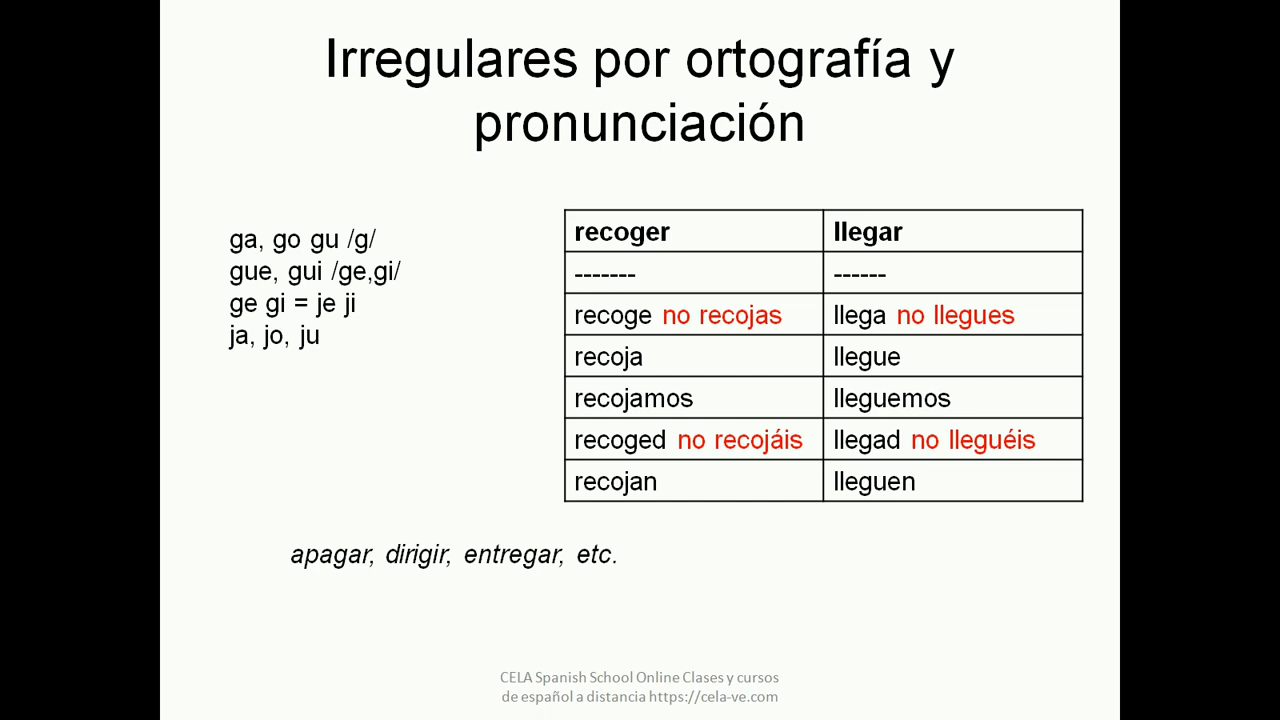 Irregulares por ortografía y
pronunciación
ga, go gu /g/
gue, gui /ge,gi/
ge gi = je ji
ja, jo, ju
recoger llegar
------- ------
recoge no recojas llega no llegues
recoja llegue
recojamos lleguemos
recoged no recojáis llegad no lleguéis
recojan lleguen
apagar, dirigir, entregar, etc.
CELA Spanish School Online Clases y cursos
de español a distancia https://cela-ve.com